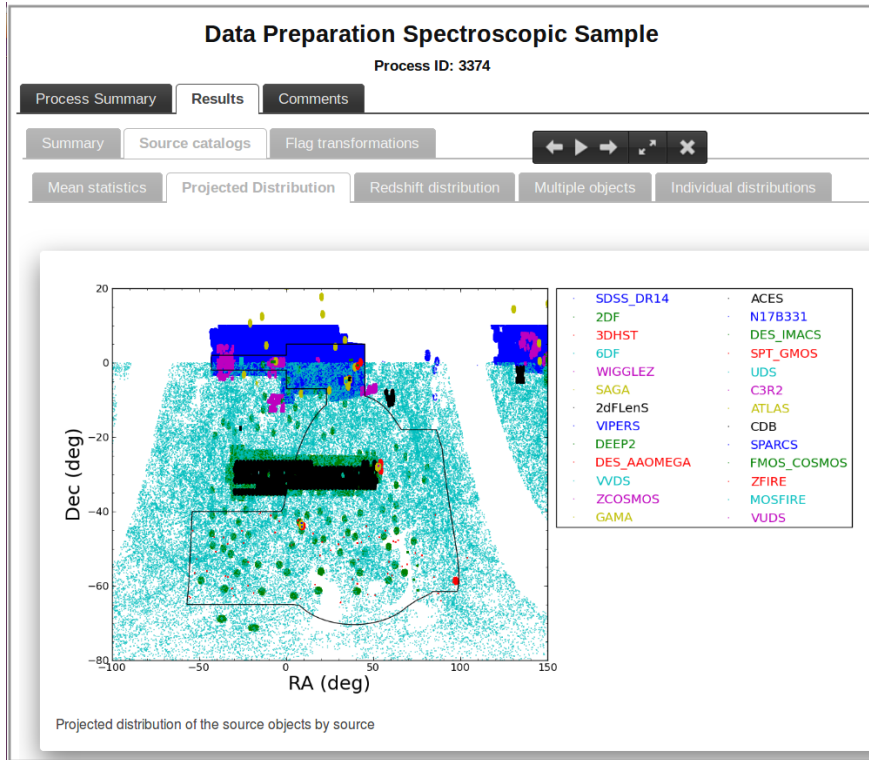 Data Preparation Spectroscopic Sample
Process ID: 3374
Process Summary Results Comments
Summary Source catalogs Flag transformations
Mean statistics Projected Distribution Redshift distribution Multiple objects Individual distributions
20
0
−20
−40
−60
−80
Dec (deg)
−100 −50 0 50 100 150
RA (deg)
SDSS_DR14 ACES
2DF N17B331
3DHST DES_IMACS
6DF SPT_GMOS
WIGGLEZ UDS
SAGA C3R2
2dFLenS ATLAS
VIPERS CDB
DEEP2 SPARCS
DES_AAOMEGA FMOS_COSMOS
VVDS ZFIRE
ZCOSMOS MOSFIRE
GAMA VUDS
Projected distribution of the source objects by source